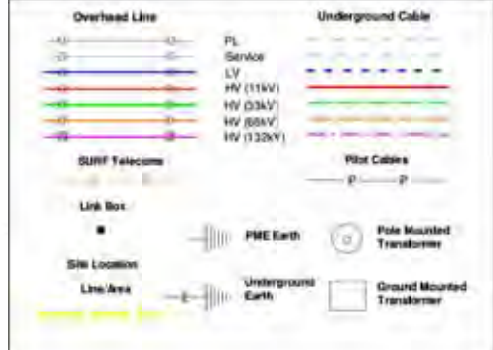 Overhead Line
Underground Cable
PL
Service
LV
HV (11kV)
HV (33kV)
HV (66kV)
HV (132kV)
SURF Telecoms
Pilot Cables
P P
Link Box
PME Earth
Pole Mounted
Transformer
Site Location
Line/Area
Underground
Earth
Ground Mounted
Transformer